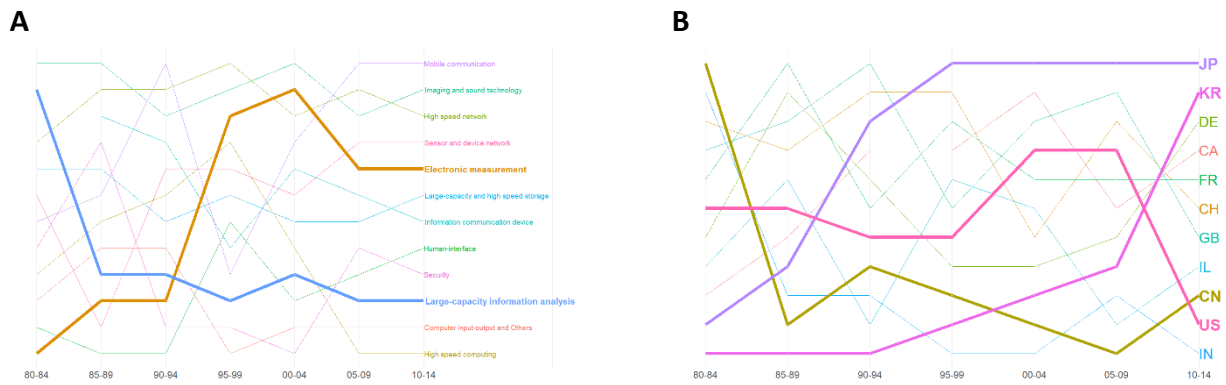 A
Mobile communication
Imaging and sound technology
High speed network
Sensor and device network
Electronic measurement
Large-capacity and high speed storage
Information communication device
Human-interface
Security
Large-capacity information analysis
Computer input-output and Others
High speed computing
80-84 85-89 90-94 95-99 00-04 05-09 10-14
B
JP
KR
DE
CA
FR
CH
GB
IL
CN
US
IN
80-84 85-89 90-94 95-99 00-04 05-09 10-14